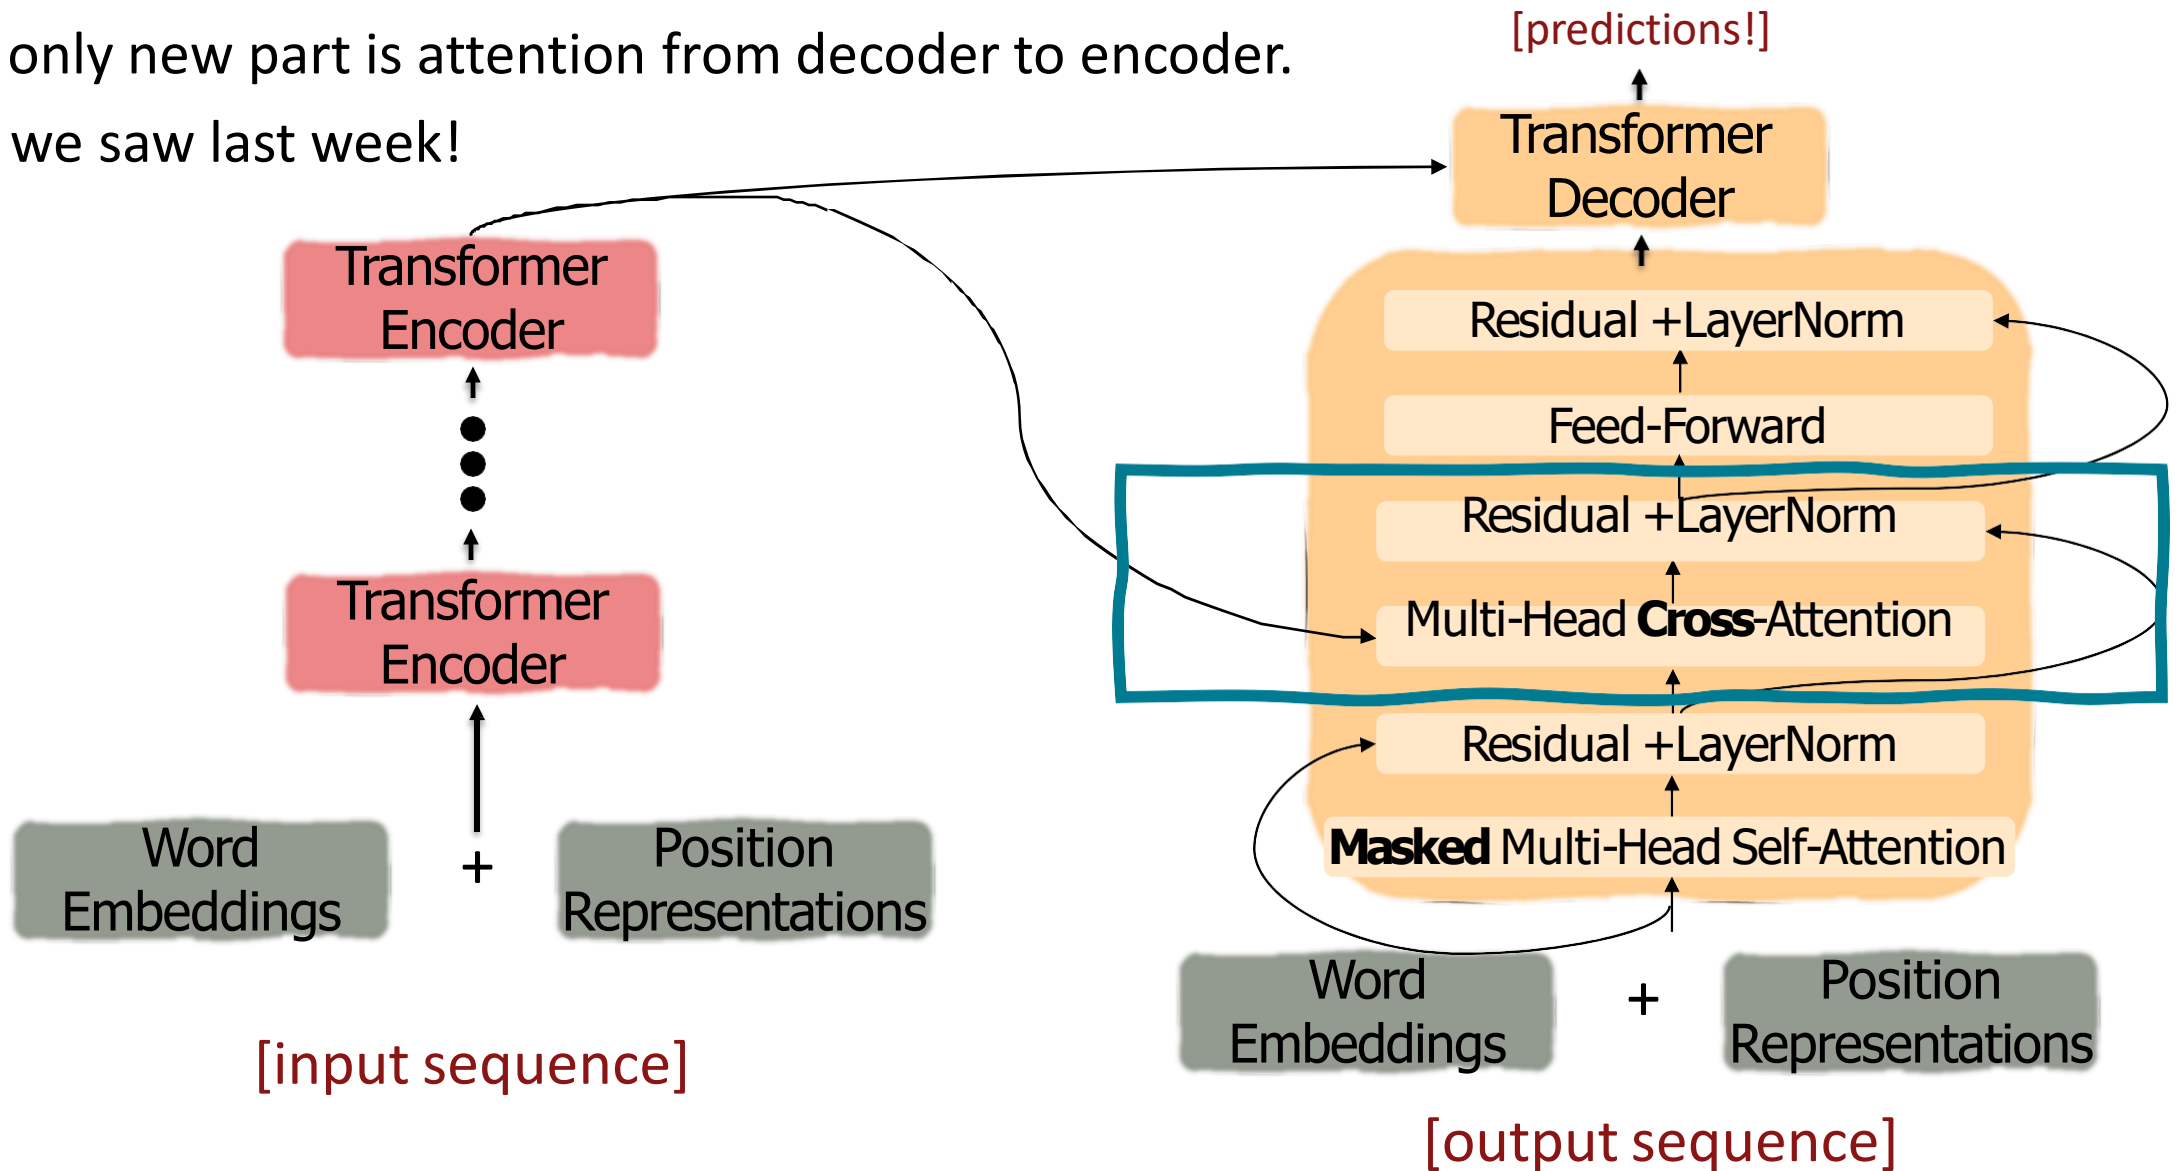 only new part is attention from decoder to encoder.
we saw last week!
[predictions!]
Transformer
Decoder
Transformer
Encoder
Transformer
Encoder
Word
Embeddings
+
Position
Representations
[input sequence]
Residual +LayerNorm
Feed-Forward
Residual +LayerNorm
Multi-Head Cross-Attention
Residual +LayerNorm
Masked Multi-Head Self-Attention
Word
Embeddings
+
Position
Representations
[output sequence]